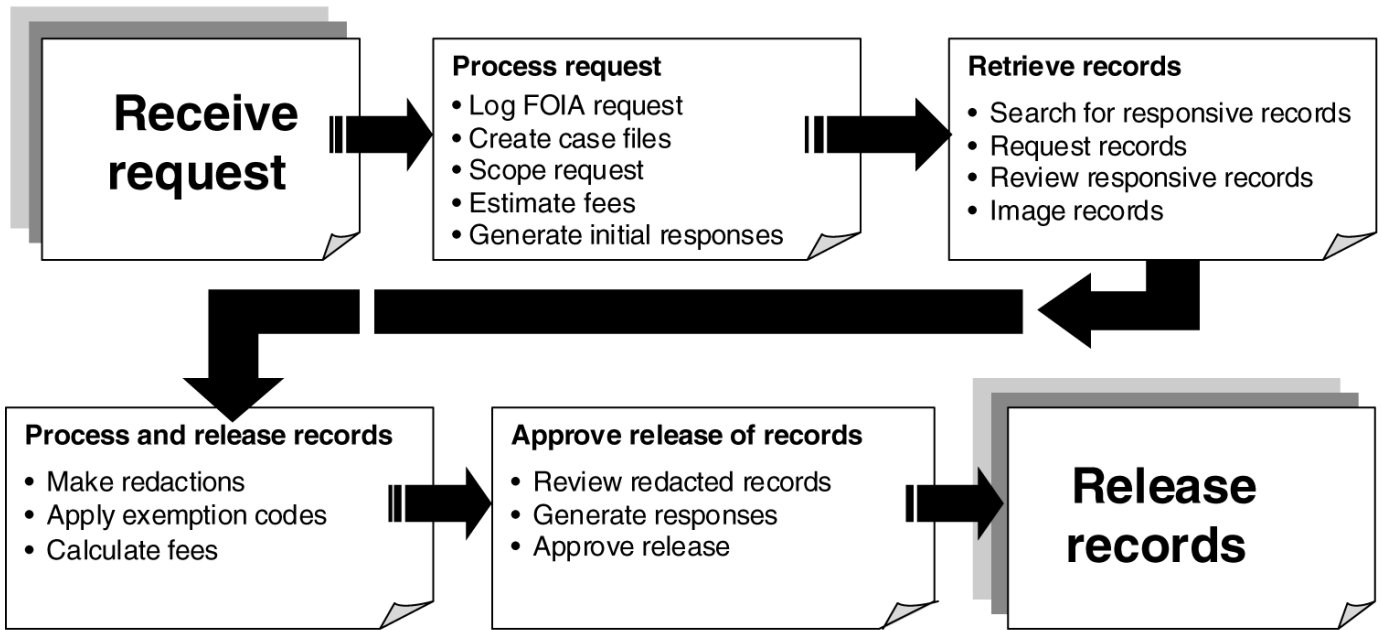 Receive
request
Process request
• Log FOIA request
• Create case files
• Scope request
• Estimate fees
• Generate initial responses
Retrieve records
• Search for responsive records
• Request records
• Review responsive records
• Image records
Process and release records
• Make redactions
• Apply exemption codes
• Calculate fees
Approve release of records
• Review redacted records
• Generate responses
• Approve release
Release
records